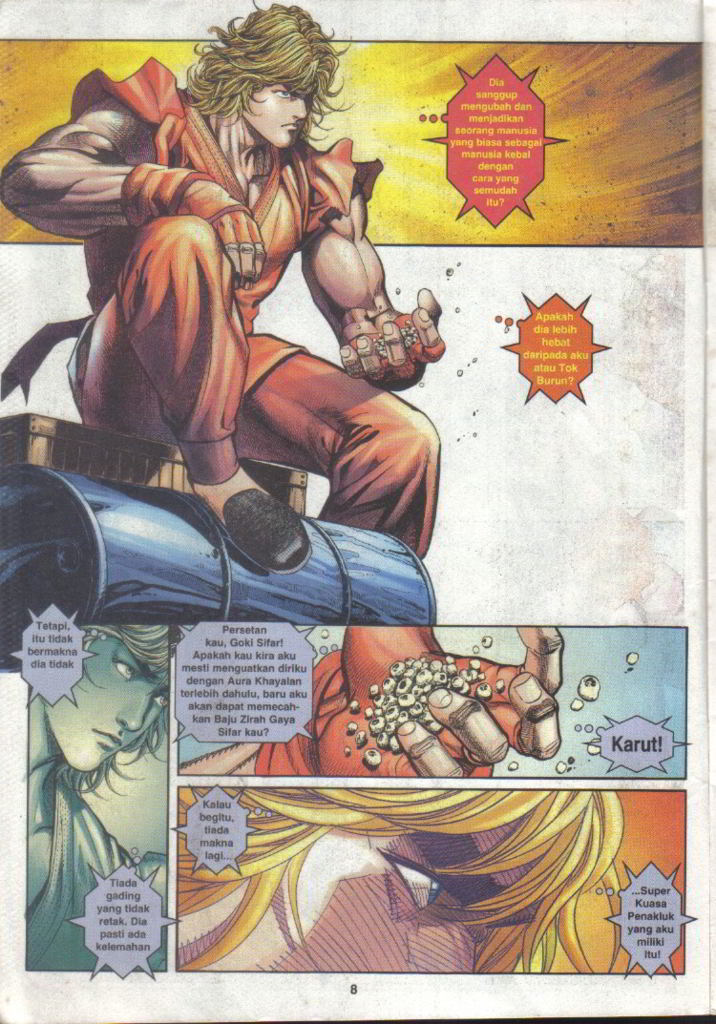 Dia
sanggup
mengubah dan
menjadikan
seorang manusia
yang biasa sebagai
manusia kebal
dengan
cara yang
semudah
itu?
Apakah
dia lebih
hebat
daripada aku
atau Tok
Burun?
Tetapi,
itu tidak
bermakna
dia tidak
Tiada
gading
yang tidak
retak. Dia
pasti ada
kelemahan
Persetan
kau, Goki Sifar!
Apakah kau kira aku
mesti menguatkan diriku
dengan Aura Khayalan
terlebih dahulu, baru aku
akan dapat memecah-
kan Baju Zirah Gaya
Sifar kau?
Karut!
Kalau
begitu,
tiada
makna
lagi...
...Super
Kuasa
Penakluk
yang aku
miliki
itu!
8